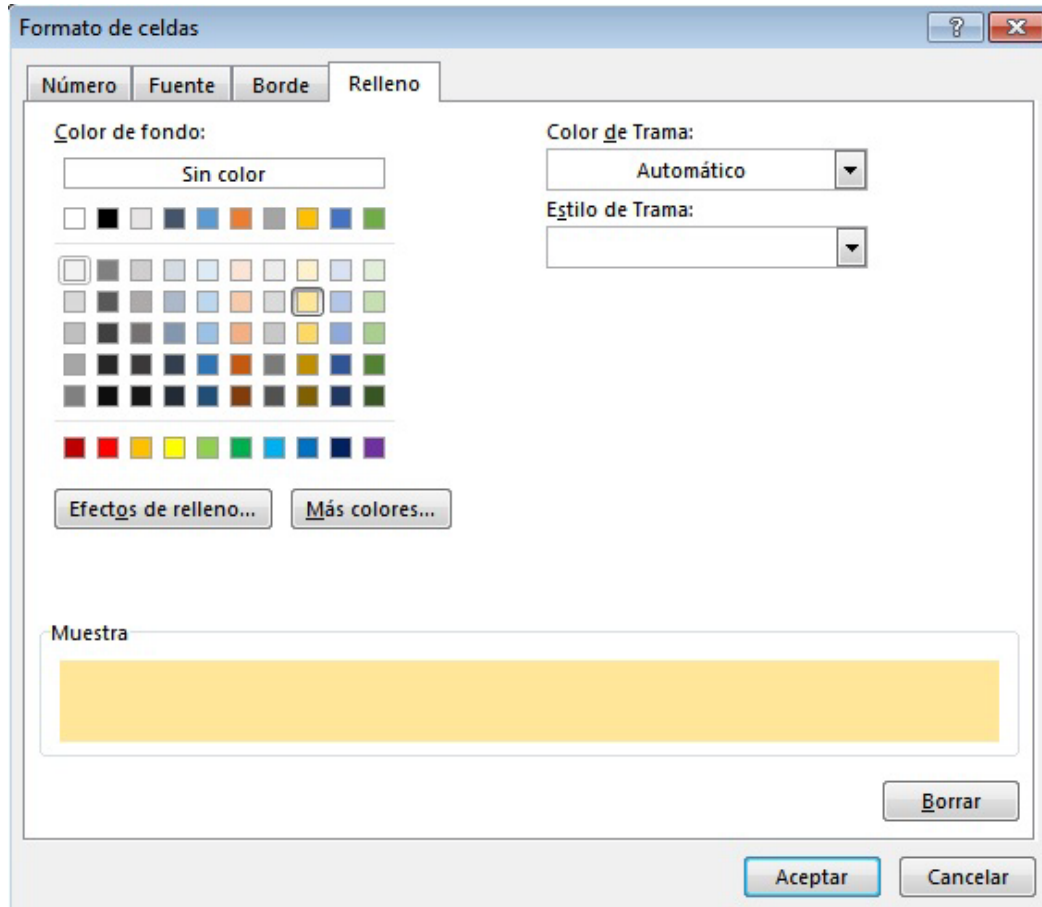 Formato de celdas
Número Fuente Borde Relleno
Color de fondo:
Sin color
Color de Trama:
Automático
Estilo de Trama:
Efectos de relleno... Más colores...
Muestra
Borrar
Aceptar Cancelar